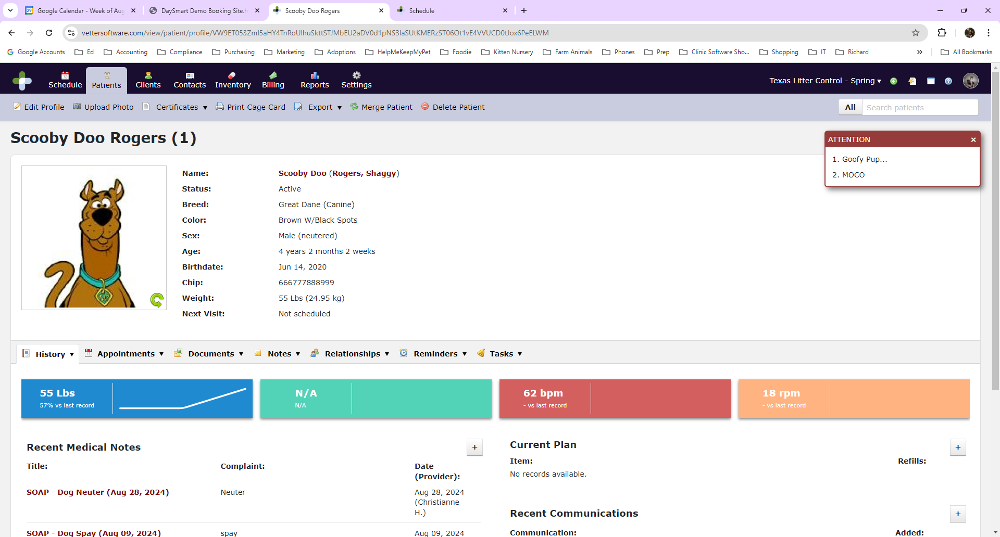 Google Calendar - Week of Aug
DaySmart Demo Booking Site.h
Scooby Doo Rogers
Schedule
vettersoftware.com/view/patient/profile/VW9ET053ZmI5aHY4TnRoUlhuSkttSTJMbEU2aDV0d1pNS3laSUtKMERzST06Ot1vE4VVUCD0tJox6PeELWM
Google Accounts
Ed
Accounting
Compliance
Purchasing
Marketing
Adoptions
HelpMeKeepMyPet
Foodie
Kitten Nursery
Farm Animals
Phones
Prep
Clinic Software Sho...
Shopping
IT
Richard
All Bookmarks
Schedule
Patients
Clients
Contacts
Inventory
Billing
Reports
Settings
Texas Litter Control - Spring
Edit Profile
Upload Photo
Certificates
Print Cage Card
Export
Merge Patient
Delete Patient
All
Search patients
Scooby Doo Rogers (1)
ATTENTION
1. Goofy Pup...
2. MOCO
Name: Scooby Doo (Rogers, Shaggy)
Status: Active
Breed: Great Dane (Canine)
Color: Brown W/Black Spots
Sex: Male (neutered)
Age: 4 years 2 months 2 weeks
Birthdate: Jun 14, 2020
Chip: 666777888999
Weight: 55 Lbs (24.95 kg)
Next Visit: Not scheduled
History
Appointments
Documents
Notes
Relationships
Reminders
Tasks
55 Lbs
57% vs last record
N/A
N/A
62 bpm
- vs last record
18 rpm
- vs last record
Recent Medical Notes
+
Title: Complaint: Date
(Provider):
SOAP - Dog Neuter (Aug 28, 2024) Neuter Aug 28, 2024
(Christianne
H.)
SOAP - Dog Spay (Aug 09, 2024) spay Aug 09, 2024
Current Plan
+
Item: Refills:
No records available.
Recent Communications
+
Communication: Added: